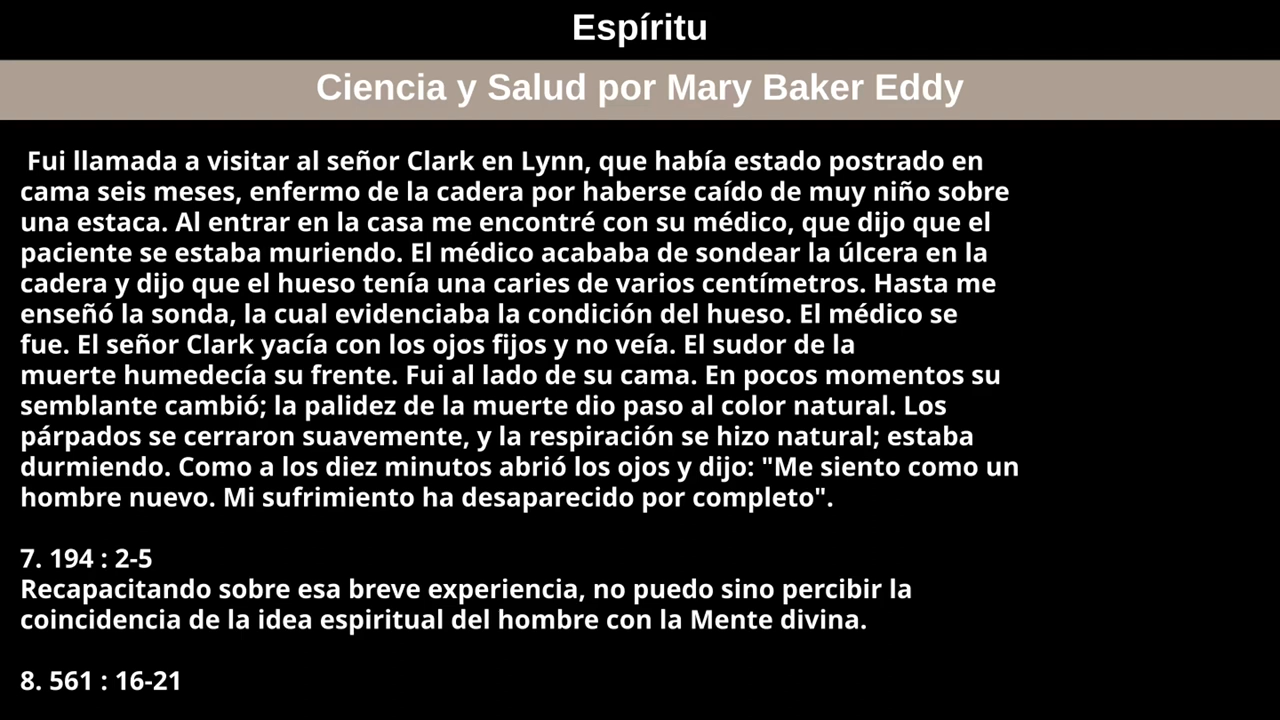 Espíritu
Ciencia y Salud por Mary Baker Eddy
Fui llamada a visitar al señor Clark en Lynn, que había estado postrado en
cama seis meses, enfermo de la cadera por haberse caído de muy niño sobre
una estaca. Al entrar en la casa me encontré con su médico, que dijo que el
paciente se estaba muriendo. El médico acababa de sondear la úlcera en la
cadera y dijo que el hueso tenía una caries de varios centímetros. Hasta me
enseñó la sonda, la cual evidenciaba la condición del hueso. El médico se
fue. El señor Clark yacía con los ojos fijos y no veía. El sudor de la
muerte humedecía su frente. Fui al lado de su cama. En pocos momentos su
semblante cambió; la palidez de la muerte dio paso al color natural. Los
párpados se cerraron suavemente, y la respiración se hizo natural; estaba
durmiendo. Como a los diez minutos abrió los ojos y dijo: "Me siento como un
hombre nuevo. Mi sufrimiento ha desaparecido por completo".
7. 194 : 2-5
Recapacitando sobre esa breve experiencia, no puedo sino percibir la
coincidencia de la idea espiritual del hombre con la Mente divina.
8. 561 : 16-21